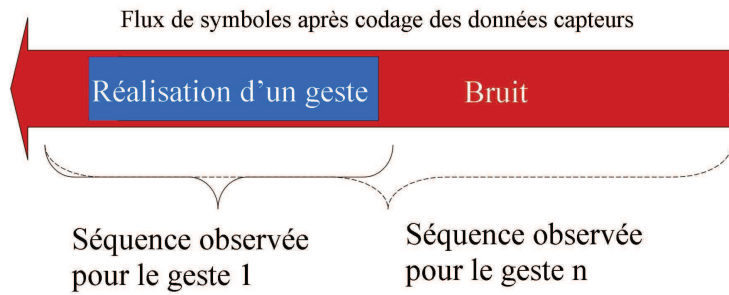 Flux de symboles après codage des données capteurs
Réalisation d'un geste
Bruit
Séquence observée
pour le geste 1
Séquence observée
pour le geste n